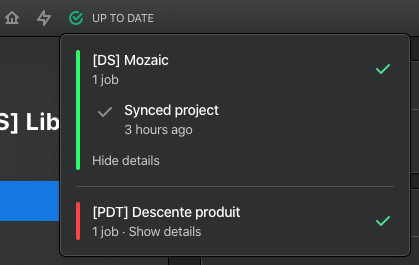 UP TO DATE
[DS] Mozaic
1 job
S] Lib
Synced project
3 hours ago
Hide details
[PDT] Descente produit
1 job · Show details